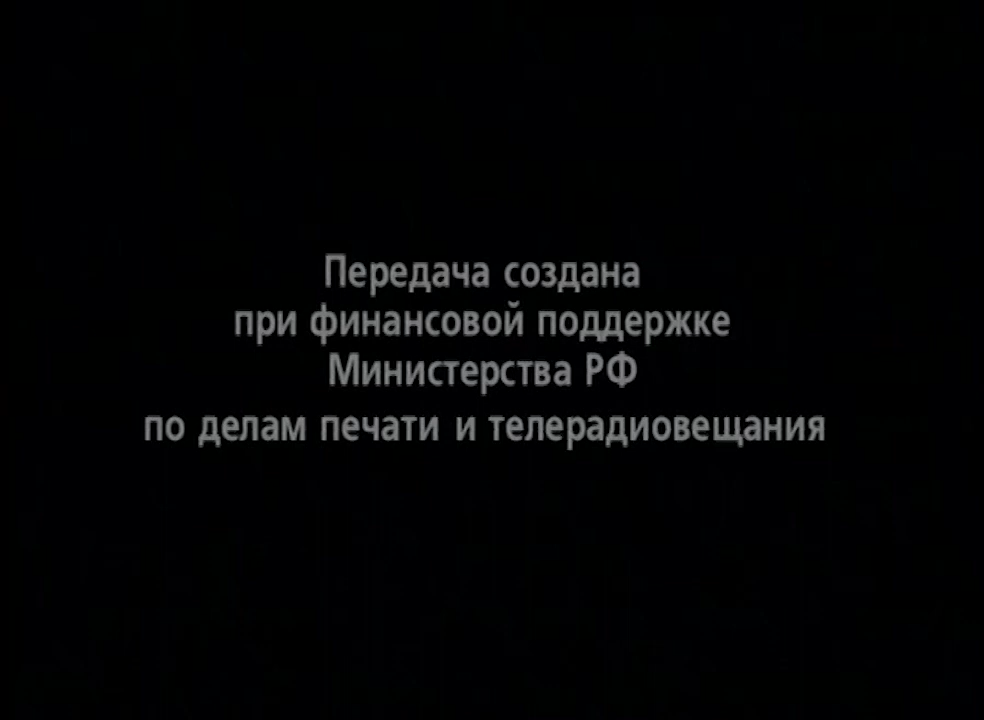 Передача создана
при финансовой поддержке
Министерства РФ
по делам печати и телерадиовещания